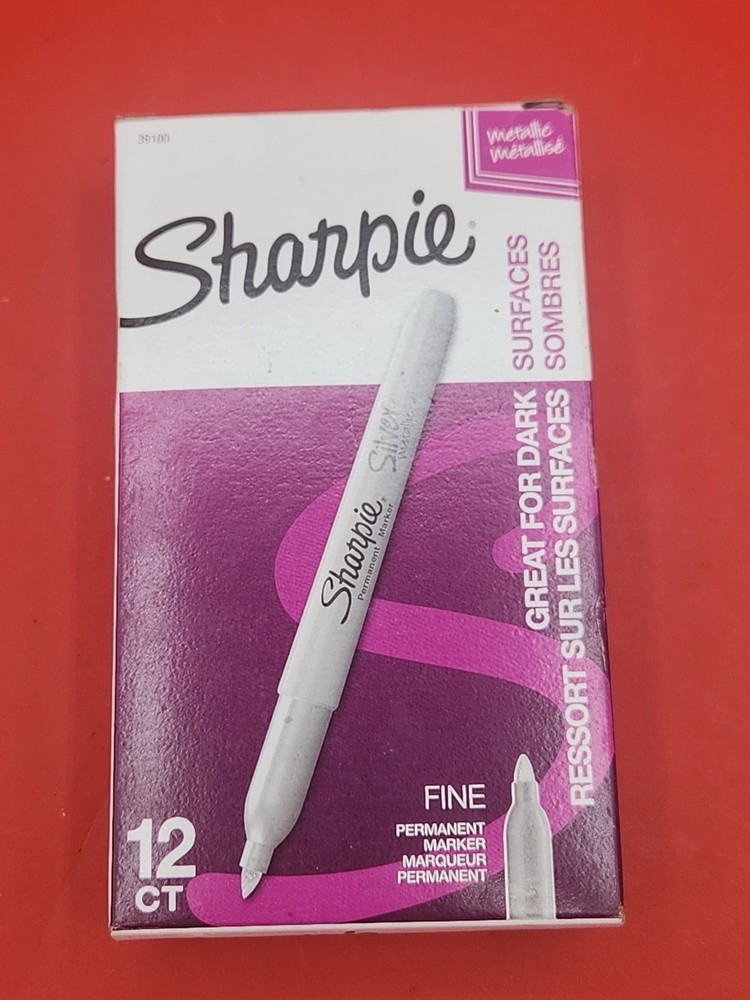 39100
metallic
métallisé
Sharpie®
SURFACES
SOMBRES
GREAT FOR DARK
RESSORT SUR LES SURFACES
Silver
Metallic
Sharpie®
Permanent Marker
FINE
PERMANENT
MARKER
MARQUEUR
PERMANENT
12
CT